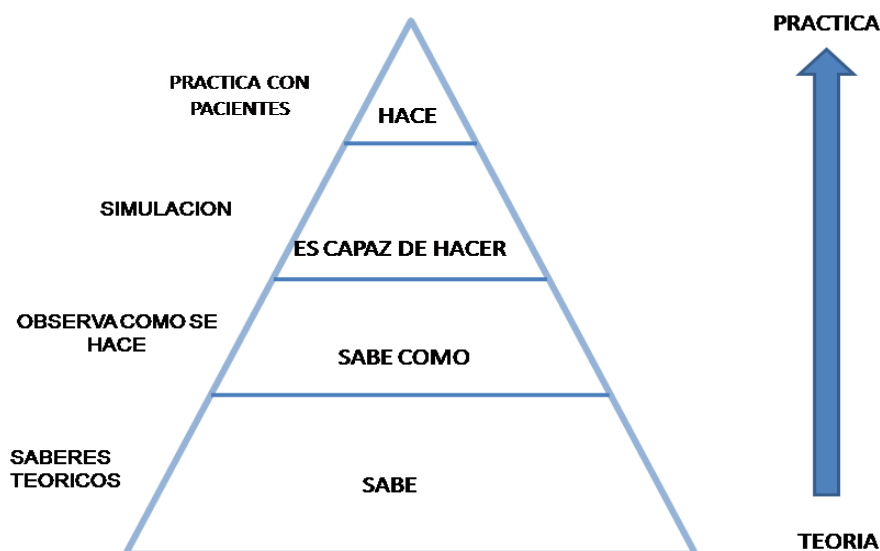 PRACTICA
PRACTICA CON
PACIENTES
HACE
SIMULACION
ES CAPAZ DE HACER
OBSERVA COMO SE
HACE
SABE COMO
SABERES
TEORICOS
SABE
TEORIA